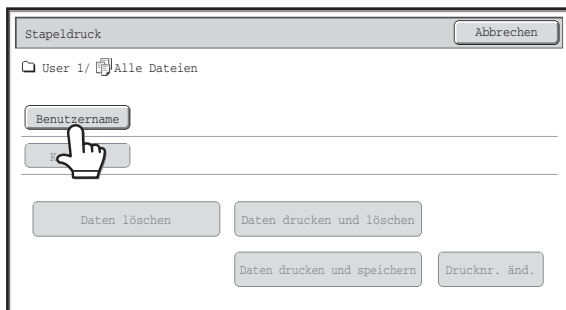 Stapeldruck Abbrechen
User 1/ Alle Dateien
Benutzername
Daten löschen Daten drucken und löschen
Daten drucken und speichern Drucknr. änd.